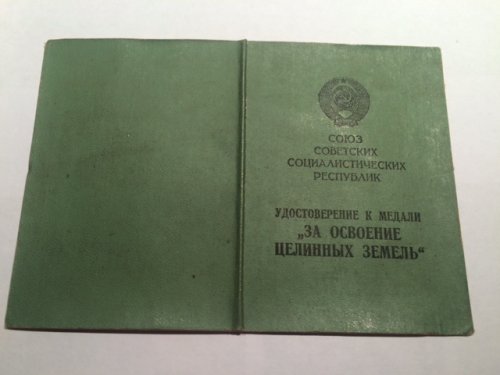 СОЮЗ
СОВЕТСКИХ
СОЦИАЛИСТИЧЕСКИХ
РЕСПУБЛИК
УДОСТОВЕРЕНИЕ К МЕДАЛИ
„ЗА ОСВОЕНИЕ
ЦЕЛИННЫХ ЗЕМЕЛЬ“